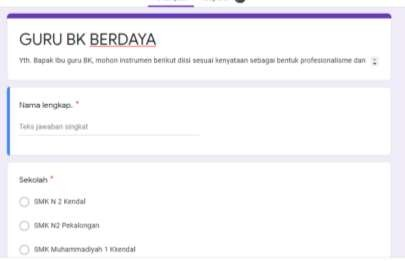 GURU BK BERDAYA
Yth. Bapak Ibu guru BK, mohon instrumen berikut diisi sesuai kenyataan sebagai bentuk profesionalisme dan
Nama lengkap. *
Teks jawaban singkat
Sekolah *
SMK N 2 Kendal
SMK N2 Pekalongan
SMK Muhammadiyah 1 Kkendal